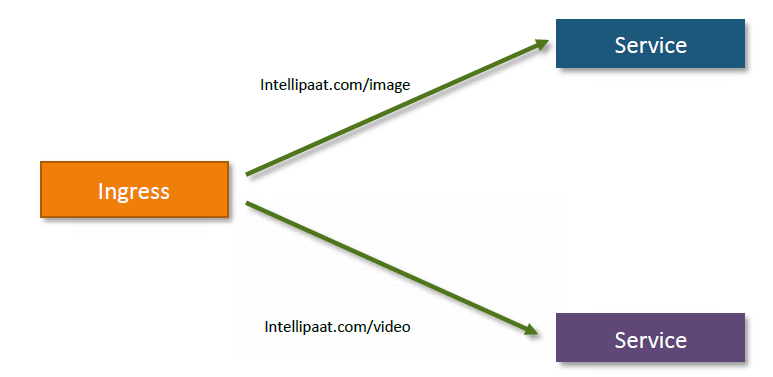 Service
Intellipaat.com/image
Ingress
Intellipaat.com/video
Service